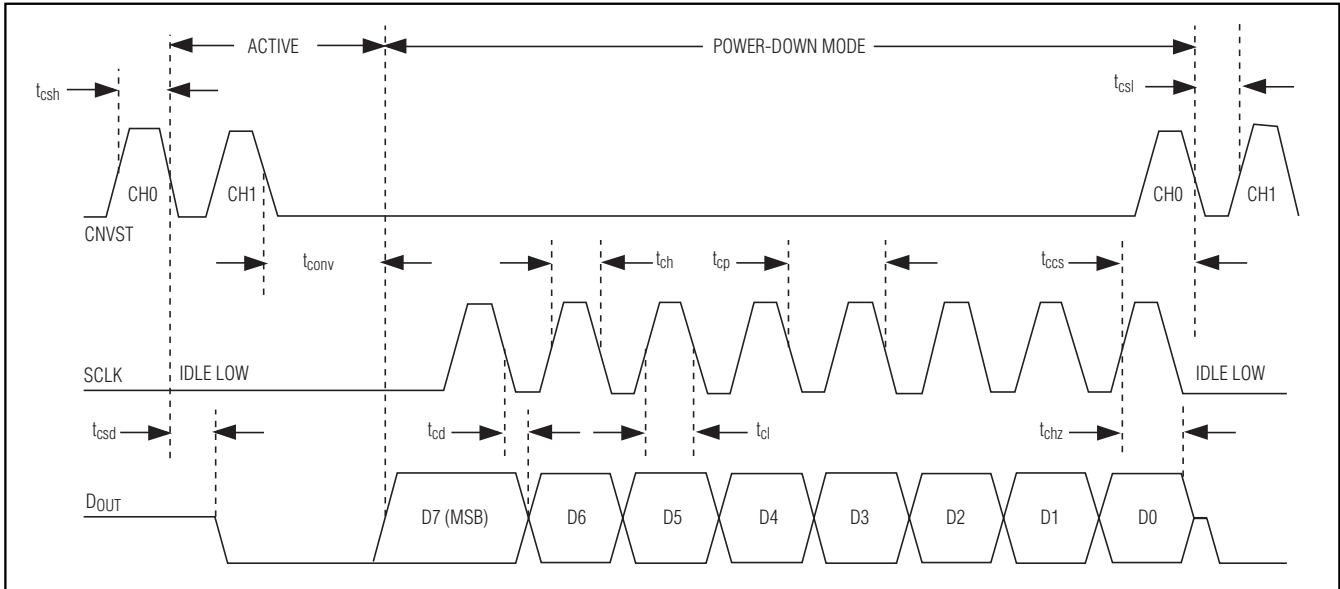 ACTIVE POWER-DOWN MODE
tcsh tcsl
CH0 CH1 CH0 CH1
CNVST
tconv tch tcp tccs
SCLK IDLE LOW IDLE LOW
tcsd tcd tcl tchz
DOUT D7 (MSB) D6 D5 D4 D3 D2 D1 D0